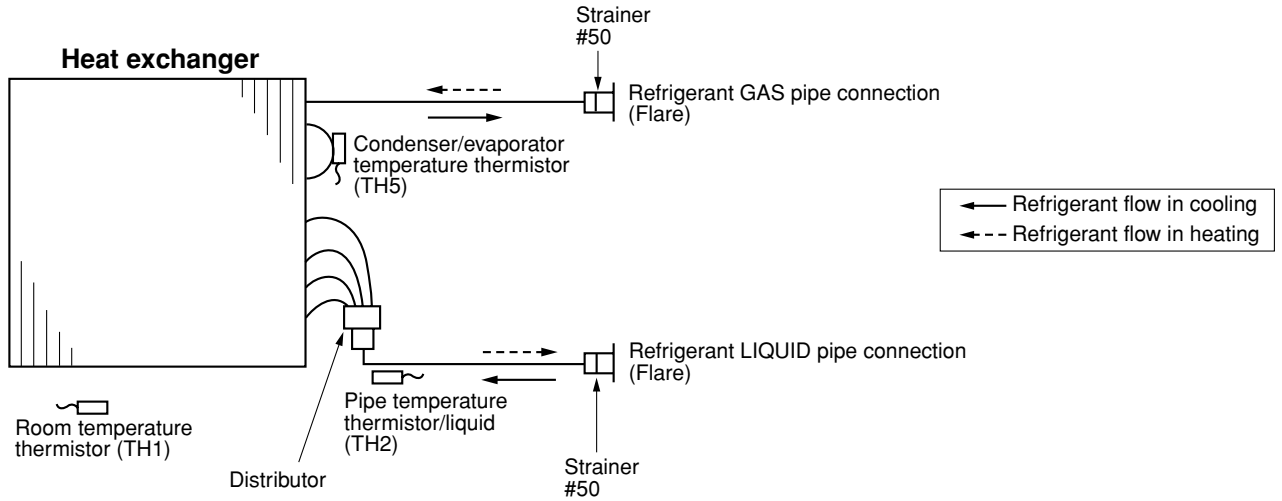 Strainer
#50
Heat exchanger
Refrigerant GAS pipe connection
(Flare)
Condenser/evaporator
temperature thermistor
(TH5)
Refrigerant flow in cooling
Refrigerant flow in heating
Refrigerant LIQUID pipe connection
(Flare)
Pipe temperature
thermistor/liquid
(TH2)
Room temperature
thermistor (TH1)
Distributor
Strainer
#50